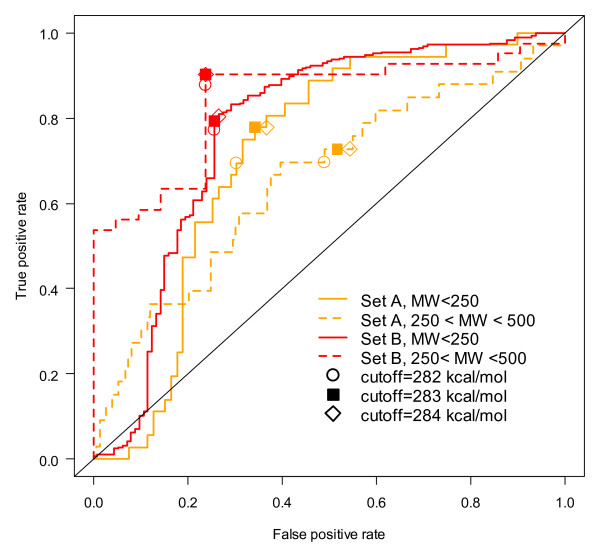 1.0
0.8
0.6
0.4
0.2
0.0
True positive rate
Set A, MW<250
Set A, 250 < MW < 500
Set B, MW<250
Set B, 250< MW <500
cutoff=282 kcal/mol
cutoff=283 kcal/mol
cutoff=284 kcal/mol
0.0 0.2 0.4 0.6 0.8 1.0
False positive rate